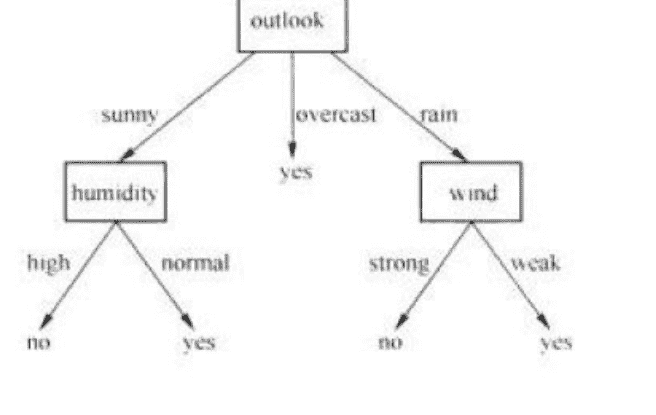 outlook
sunny
overcast
rain
yes
humidity
wind
high
normal
strong
weak
no
yes
no
yes